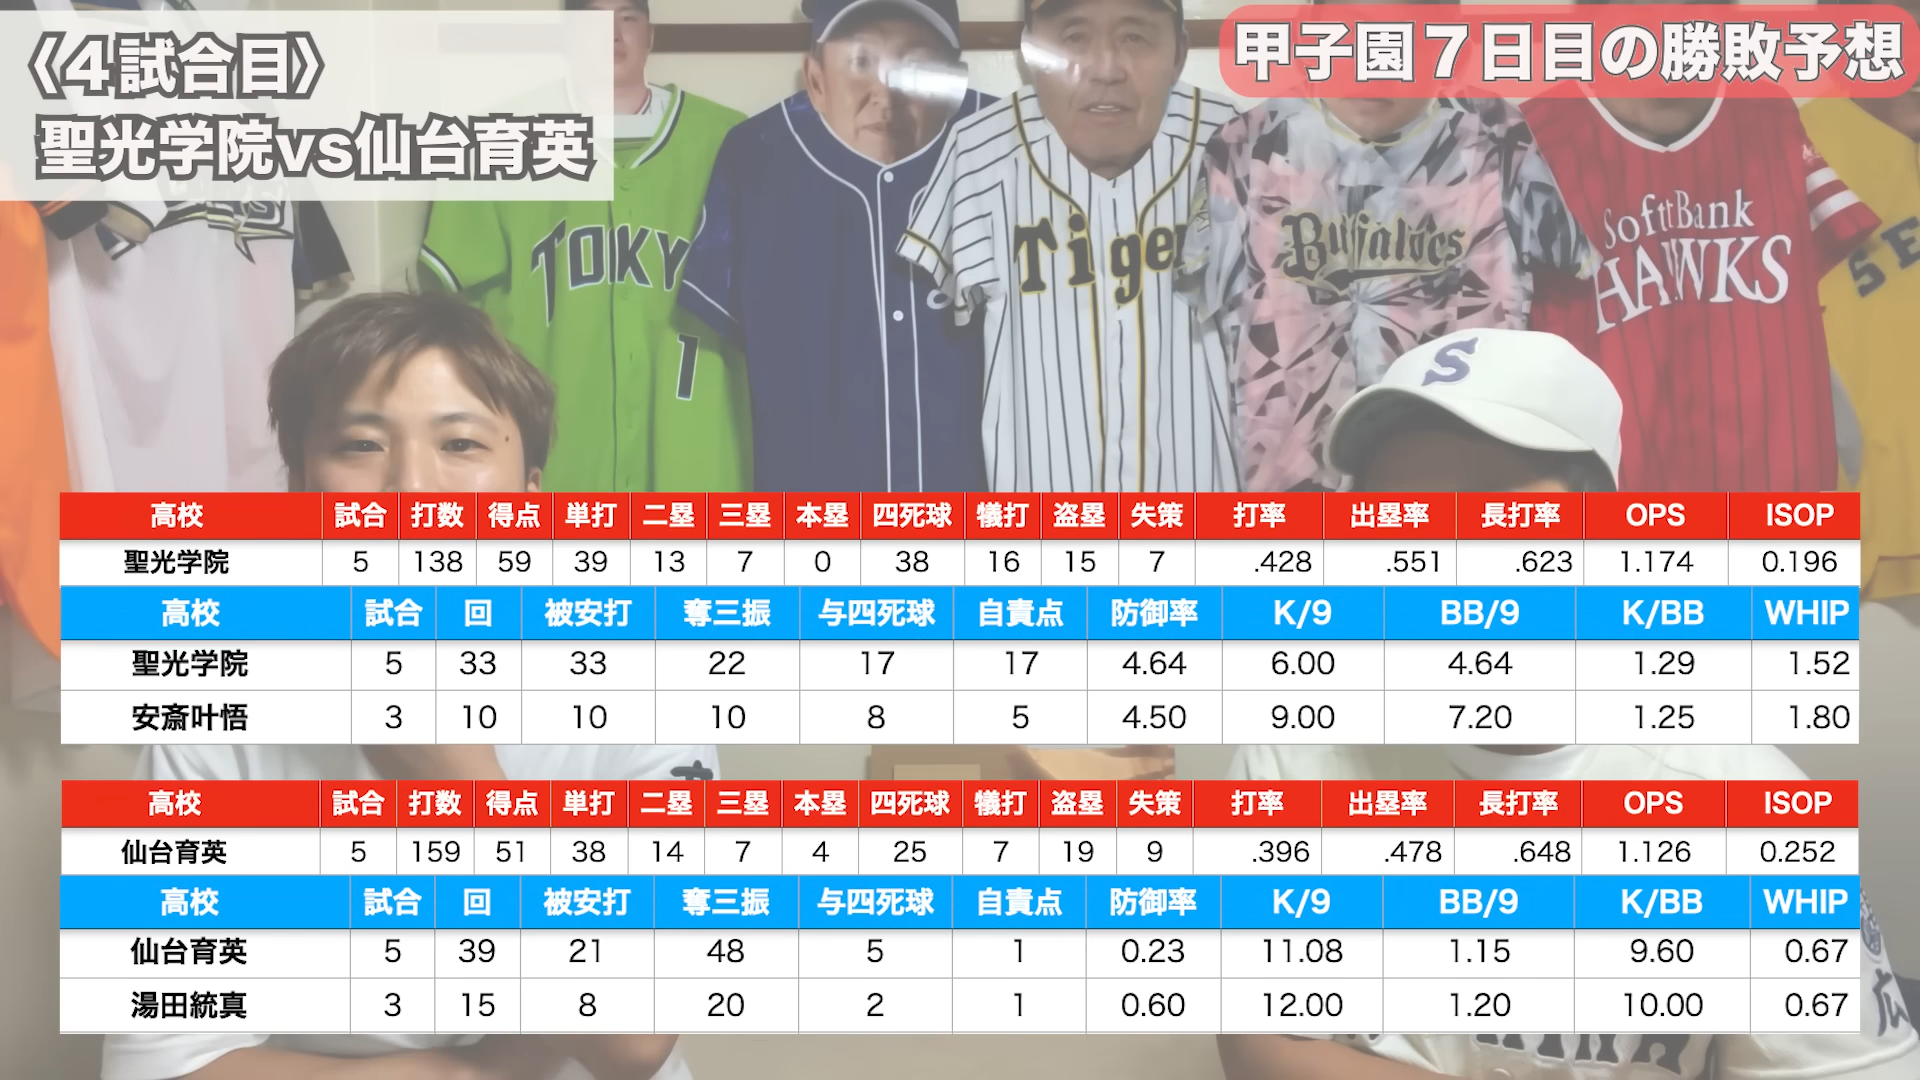 〈4試合目〉
聖光学院vs仙台育英
甲子園7日目の勝敗予想
TOKY
1
Tiger
Buffaloes
SoftBank
HAWKS
SE
S
高校 試合 打数 得点 単打 二塁 三塁 本塁 四死球 犠打 盗塁 失策 打率 出塁率 長打率 OPS ISOP
聖光学院 5 138 59 39 13 7 0 38 16 15 7 .428 .551 .623 1.174 0.196
高校 試合 回 被安打 奪三振 与四死球 自責点 防御率 K/9 BB/9 K/BB WHIP
聖光学院 5 33 33 22 17 17 4.64 6.00 4.64 1.29 1.52
安斎叶悟 3 10 10 10 8 5 4.50 9.00 7.20 1.25 1.80
高校 試合 打数 得点 単打 二塁 三塁 本塁 四死球 犠打 盗塁 失策 打率 出塁率 長打率 OPS ISOP
仙台育英 5 159 51 38 14 7 4 25 7 19 9 .396 .478 .648 1.126 0.252
高校 試合 回 被安打 奪三振 与四死球 自責点 防御率 K/9 BB/9 K/BB WHIP
仙台育英 5 39 21 48 5 1 0.23 11.08 1.15 9.60 0.67
湯田統真 3 15 8 20 2 1 0.60 12.00 1.20 10.00 0.67
広